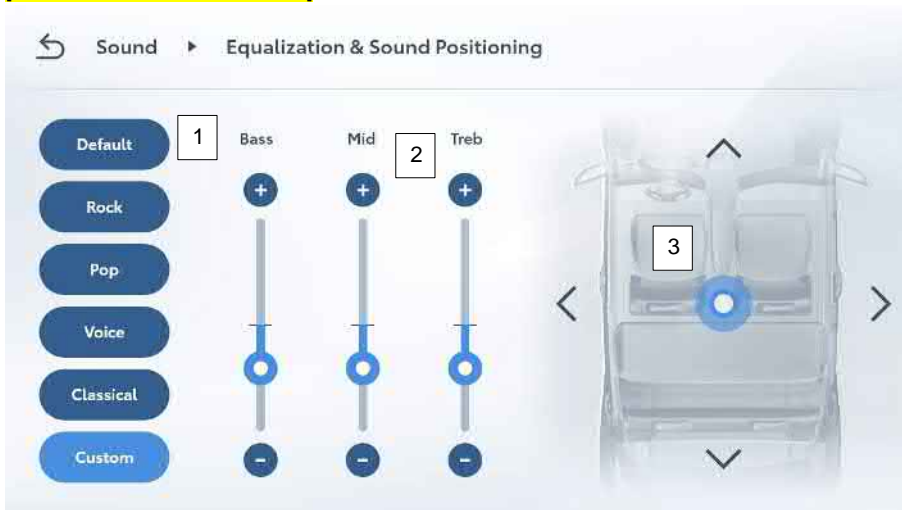 Sound ▸ Equalization & Sound Positioning
Default
Rock
Pop
Voice
Classical
Custom
1
Bass
Mid
2
Treb
+ + +
- - -
3